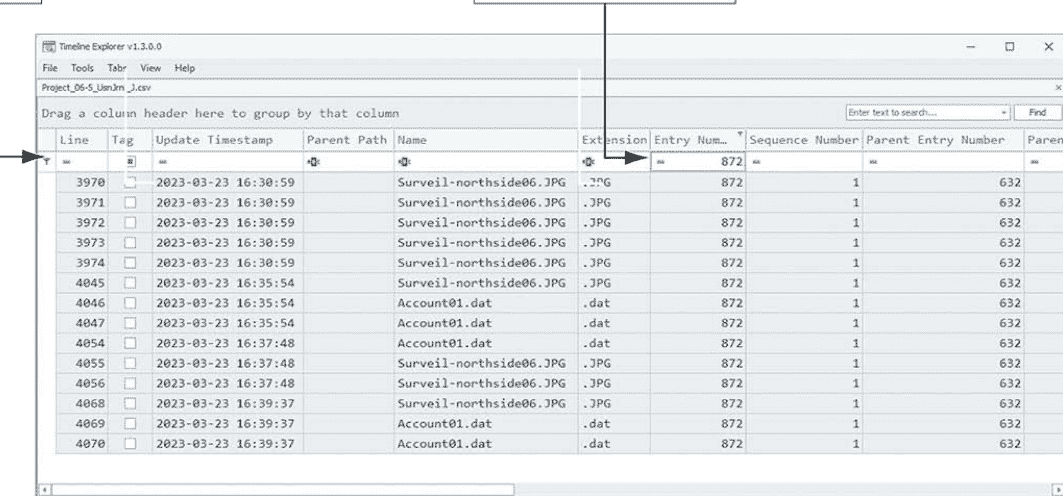 Timeline Explorer v1.3.0.0
File Tools Tabs View Help
Project_06-5_UsnJrnl_J.csv
Drag a column header here to group by that column
Enter text to search... Find
Line Tag Update Timestamp Parent Path Name Extension Entry Num… Sequence Number Parent Entry Number Paren
= = = 872 = = =
3970 2023-03-23 16:30:59 Surveil-northside06.JPG .JPG 872 1 632
3971 2023-03-23 16:30:59 Surveil-northside06.JPG .JPG 872 1 632
3972 2023-03-23 16:30:59 Surveil-northside06.JPG .JPG 872 1 632
3973 2023-03-23 16:30:59 Surveil-northside06.JPG .JPG 872 1 632
3974 2023-03-23 16:30:59 Surveil-northside06.JPG .JPG 872 1 632
4045 2023-03-23 16:35:54 Surveil-northside06.JPG .JPG 872 1 632
4046 2023-03-23 16:35:54 Account01.dat .dat 872 1 632
4047 2023-03-23 16:35:54 Account01.dat .dat 872 1 632
4054 2023-03-23 16:37:48 Account01.dat .dat 872 1 632
4055 2023-03-23 16:37:48 Surveil-northside06.JPG .JPG 872 1 632
4056 2023-03-23 16:37:48 Surveil-northside06.JPG .JPG 872 1 632
4068 2023-03-23 16:39:37 Surveil-northside06.JPG .JPG 872 1 632
4069 2023-03-23 16:39:37 Account01.dat .dat 872 1 632
4070 2023-03-23 16:39:37 Account01.dat .dat 872 1 632